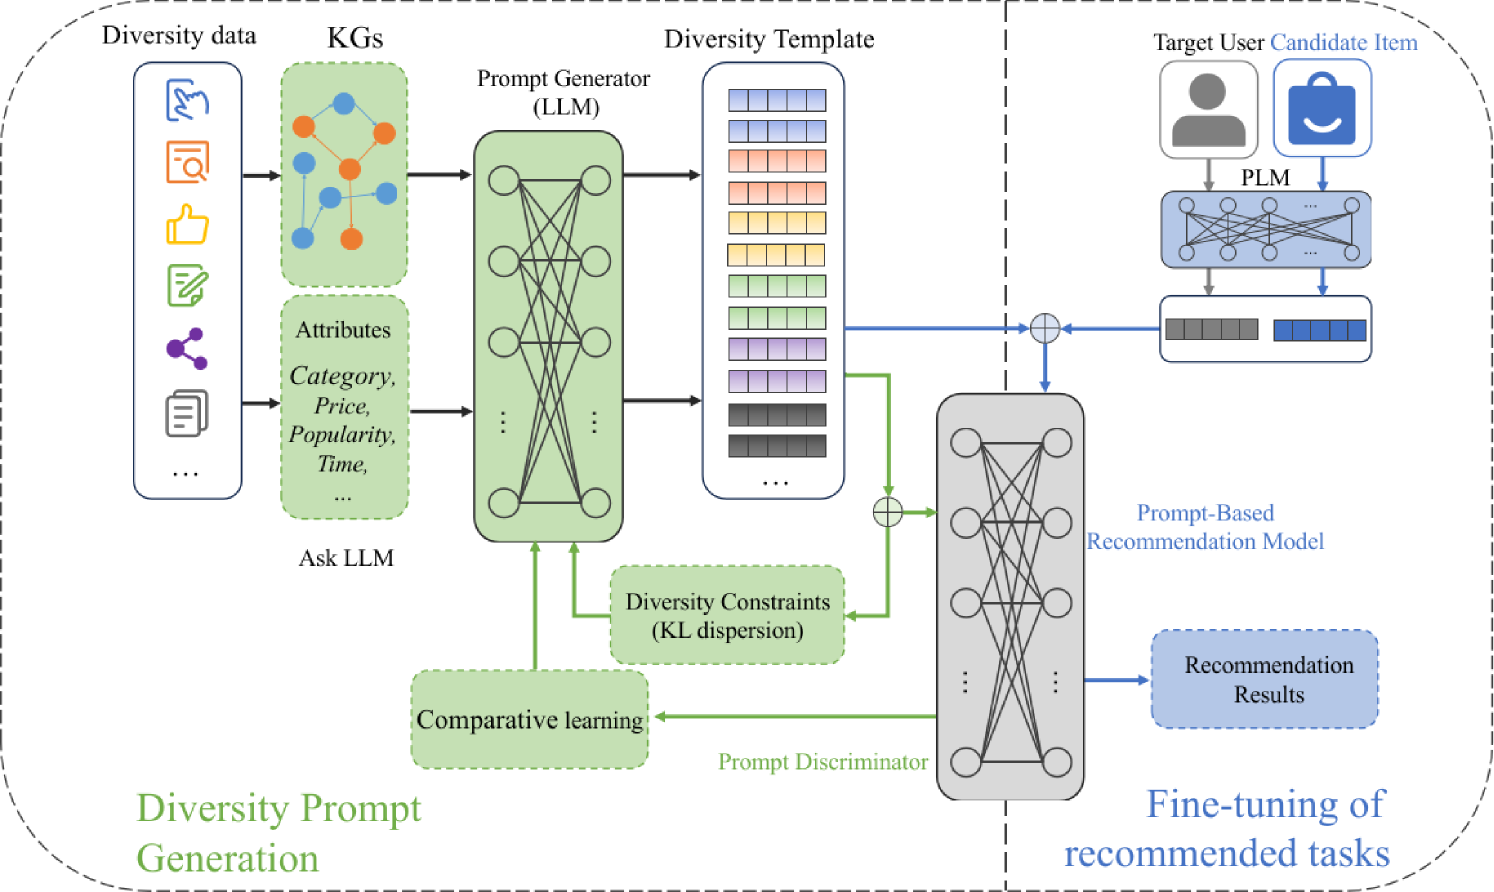 Diversity data
KGs
Prompt Generator
(LLM)
Diversity Template
Target User Candidate Item
PLM
...
...
Attributes
Category,
Price,
Popularity,
Time,
...
...
...
...
...
Ask LLM
Diversity Constraints
(KL dispersion)
Comparative learning
Prompt-Based
Recommendation Model
...
...
Recommendation
Results
Prompt Discriminator
Diversity Prompt
Generation
Fine-tuning of
recommended tasks